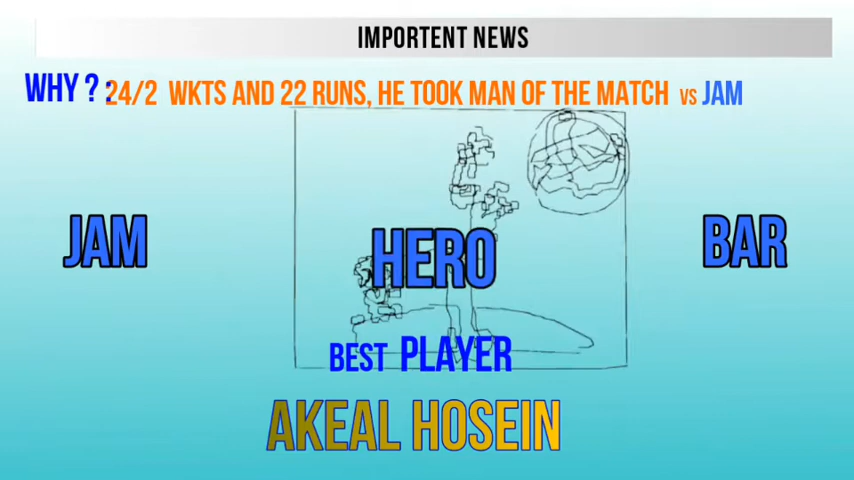 IMPORTENT NEWS
WHY ? : 24/2 WKTS AND 22 RUNS, HE TOOK MAN OF THE MATCH VS JAM
JAM HERO BAR
BEST PLAYER
AKEAL HOSEIN